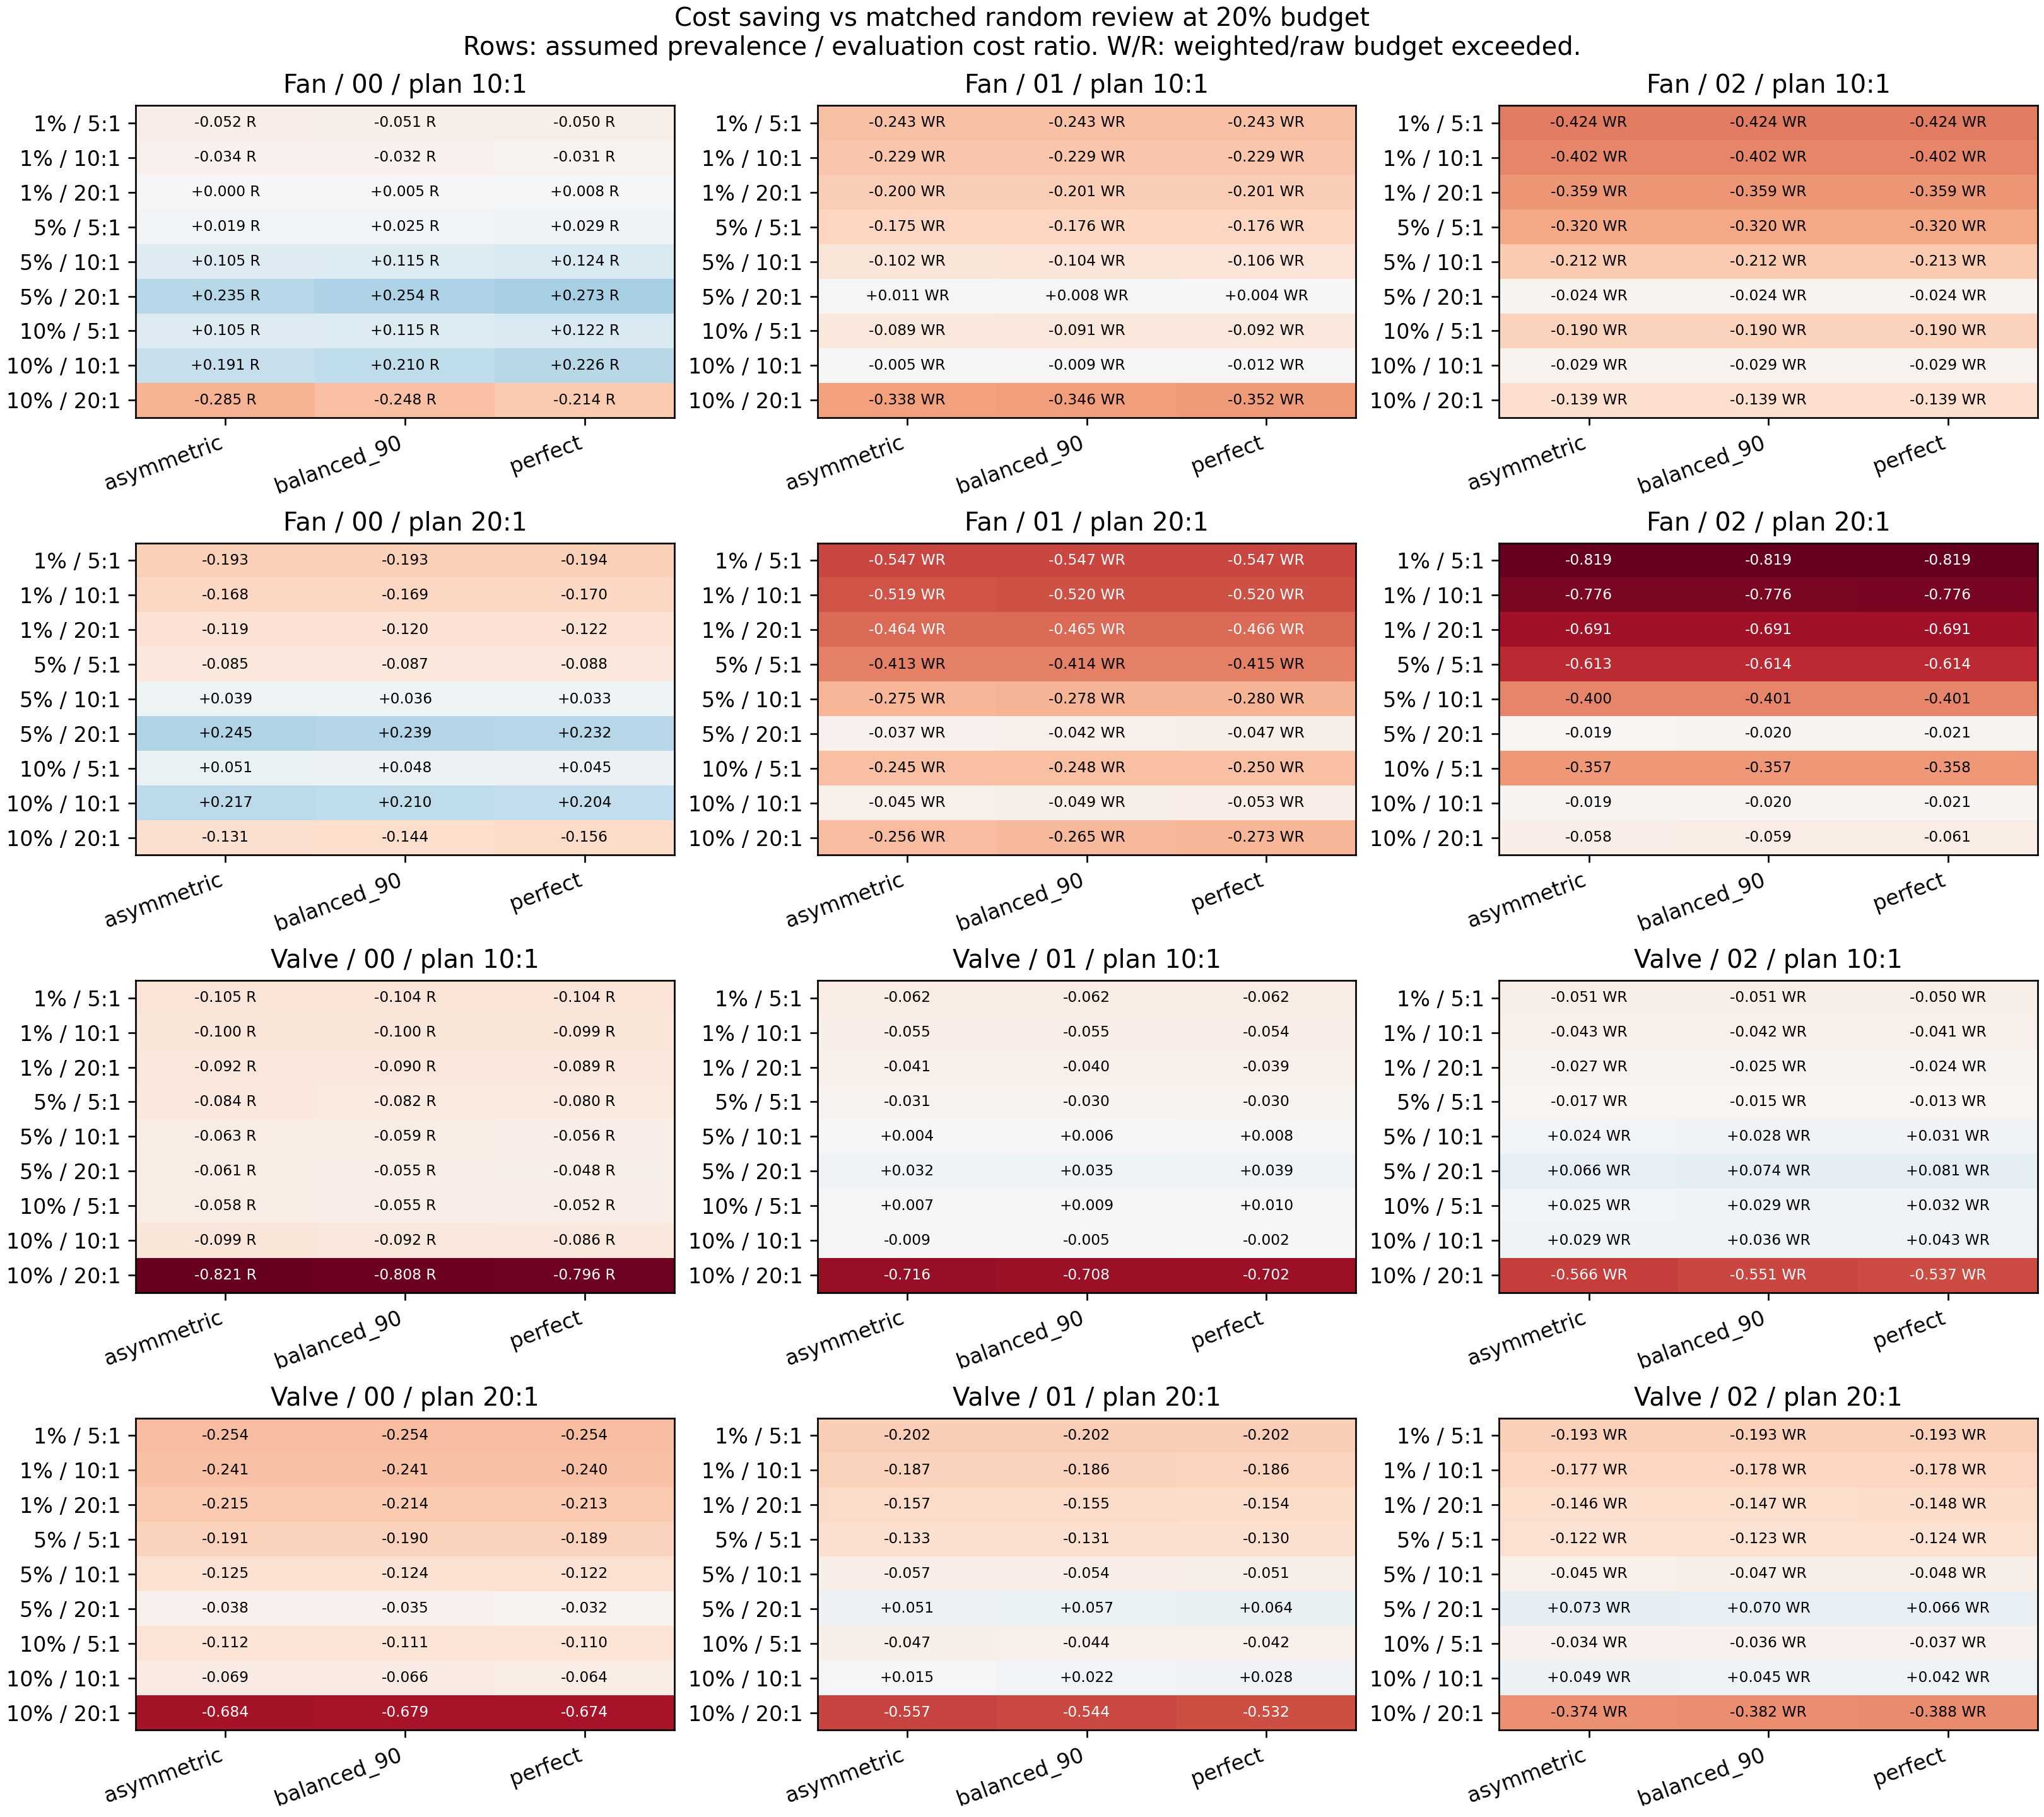 Cost saving vs matched random review at 20% budget
Rows: assumed prevalence / evaluation cost ratio. W/R: weighted/raw budget exceeded.
Fan / 00 / plan 10:1
1% / 5:1 -0.052 R -0.051 R -0.050 R
1% / 10:1 -0.034 R -0.032 R -0.031 R
1% / 20:1 +0.000 R +0.005 R +0.008 R
5% / 5:1 +0.019 R +0.025 R +0.029 R
5% / 10:1 +0.105 R +0.115 R +0.124 R
5% / 20:1 +0.235 R +0.254 R +0.273 R
10% / 5:1 +0.105 R +0.115 R +0.122 R
10% / 10:1 +0.191 R +0.210 R +0.226 R
10% / 20:1 -0.285 R -0.248 R -0.214 R
asymmetric balanced_90 perfect
Fan / 01 / plan 10:1
1% / 5:1 -0.243 WR -0.243 WR -0.243 WR
1% / 10:1 -0.229 WR -0.229 WR -0.229 WR
1% / 20:1 -0.200 WR -0.201 WR -0.201 WR
5% / 5:1 -0.175 WR -0.176 WR -0.176 WR
5% / 10:1 -0.102 WR -0.104 WR -0.106 WR
5% / 20:1 +0.011 WR +0.008 WR +0.004 WR
10% / 5:1 -0.089 WR -0.091 WR -0.092 WR
10% / 10:1 -0.005 WR -0.009 WR -0.012 WR
10% / 20:1 -0.338 WR -0.346 WR -0.352 WR
asymmetric balanced_90 perfect
Fan / 02 / plan 10:1
1% / 5:1 -0.424 WR -0.424 WR -0.424 WR
1% / 10:1 -0.402 WR -0.402 WR -0.402 WR
1% / 20:1 -0.359 WR -0.359 WR -0.359 WR
5% / 5:1 -0.320 WR -0.320 WR -0.320 WR
5% / 10:1 -0.212 WR -0.212 WR -0.213 WR
5% / 20:1 -0.024 WR -0.024 WR -0.024 WR
10% / 5:1 -0.190 WR -0.190 WR -0.190 WR
10% / 10:1 -0.029 WR -0.029 WR -0.029 WR
10% / 20:1 -0.139 WR -0.139 WR -0.139 WR
asymmetric balanced_90 perfect
Fan / 00 / plan 20:1
1% / 5:1 -0.193 -0.193 -0.194
1% / 10:1 -0.168 -0.169 -0.170
1% / 20:1 -0.119 -0.120 -0.122
5% / 5:1 -0.085 -0.087 -0.088
5% / 10:1 +0.039 +0.036 +0.033
5% / 20:1 +0.245 +0.239 +0.232
10% / 5:1 +0.051 +0.048 +0.045
10% / 10:1 +0.217 +0.210 +0.204
10% / 20:1 -0.131 -0.144 -0.156
asymmetric balanced_90 perfect
Fan / 01 / plan 20:1
1% / 5:1 -0.547 WR -0.547 WR -0.547 WR
1% / 10:1 -0.519 WR -0.520 WR -0.520 WR
1% / 20:1 -0.464 WR -0.465 WR -0.466 WR
5% / 5:1 -0.413 WR -0.414 WR -0.415 WR
5% / 10:1 -0.275 WR -0.278 WR -0.280 WR
5% / 20:1 -0.037 WR -0.042 WR -0.047 WR
10% / 5:1 -0.245 WR -0.248 WR -0.250 WR
10% / 10:1 -0.045 WR -0.049 WR -0.053 WR
10% / 20:1 -0.256 WR -0.265 WR -0.273 WR
asymmetric balanced_90 perfect
Fan / 02 / plan 20:1
1% / 5:1 -0.819 -0.819 -0.819
1% / 10:1 -0.776 -0.776 -0.776
1% / 20:1 -0.691 -0.691 -0.691
5% / 5:1 -0.613 -0.614 -0.614
5% / 10:1 -0.400 -0.401 -0.401
5% / 20:1 -0.019 -0.020 -0.021
10% / 5:1 -0.357 -0.357 -0.358
10% / 10:1 -0.019 -0.020 -0.021
10% / 20:1 -0.058 -0.059 -0.061
asymmetric balanced_90 perfect
Valve / 00 / plan 10:1
1% / 5:1 -0.105 R -0.104 R -0.104 R
1% / 10:1 -0.100 R -0.100 R -0.099 R
1% / 20:1 -0.092 R -0.090 R -0.089 R
5% / 5:1 -0.084 R -0.082 R -0.080 R
5% / 10:1 -0.063 R -0.059 R -0.056 R
5% / 20:1 -0.061 R -0.055 R -0.048 R
10% / 5:1 -0.058 R -0.055 R -0.052 R
10% / 10:1 -0.099 R -0.092 R -0.086 R
10% / 20:1 -0.821 R -0.808 R -0.796 R
asymmetric balanced_90 perfect
Valve / 01 / plan 10:1
1% / 5:1 -0.062 -0.062 -0.062
1% / 10:1 -0.055 -0.055 -0.054
1% / 20:1 -0.041 -0.040 -0.039
5% / 5:1 -0.031 -0.030 -0.030
5% / 10:1 +0.004 +0.006 +0.008
5% / 20:1 +0.032 +0.035 +0.039
10% / 5:1 +0.007 +0.009 +0.010
10% / 10:1 -0.009 -0.005 -0.002
10% / 20:1 -0.716 -0.708 -0.702
asymmetric balanced_90 perfect
Valve / 02 / plan 10:1
1% / 5:1 -0.051 WR -0.051 WR -0.050 WR
1% / 10:1 -0.043 WR -0.042 WR -0.041 WR
1% / 20:1 -0.027 WR -0.025 WR -0.024 WR
5% / 5:1 -0.017 WR -0.015 WR -0.013 WR
5% / 10:1 +0.024 WR +0.028 WR +0.031 WR
5% / 20:1 +0.066 WR +0.074 WR +0.081 WR
10% / 5:1 +0.025 WR +0.029 WR +0.032 WR
10% / 10:1 +0.029 WR +0.036 WR +0.043 WR
10% / 20:1 -0.566 WR -0.551 WR -0.537 WR
asymmetric balanced_90 perfect
Valve / 00 / plan 20:1
1% / 5:1 -0.254 -0.254 -0.254
1% / 10:1 -0.241 -0.241 -0.240
1% / 20:1 -0.215 -0.214 -0.213
5% / 5:1 -0.191 -0.190 -0.189
5% / 10:1 -0.125 -0.124 -0.122
5% / 20:1 -0.038 -0.035 -0.032
10% / 5:1 -0.112 -0.111 -0.110
10% / 10:1 -0.069 -0.066 -0.064
10% / 20:1 -0.684 -0.679 -0.674
asymmetric balanced_90 perfect
Valve / 01 / plan 20:1
1% / 5:1 -0.202 -0.202 -0.202
1% / 10:1 -0.187 -0.186 -0.186
1% / 20:1 -0.157 -0.155 -0.154
5% / 5:1 -0.133 -0.131 -0.130
5% / 10:1 -0.057 -0.054 -0.051
5% / 20:1 +0.051 +0.057 +0.064
10% / 5:1 -0.047 -0.044 -0.042
10% / 10:1 +0.015 +0.022 +0.028
10% / 20:1 -0.557 -0.544 -0.532
asymmetric balanced_90 perfect
Valve / 02 / plan 20:1
1% / 5:1 -0.193 WR -0.193 WR -0.193 WR
1% / 10:1 -0.177 WR -0.178 WR -0.178 WR
1% / 20:1 -0.146 WR -0.147 WR -0.148 WR
5% / 5:1 -0.122 WR -0.123 WR -0.124 WR
5% / 10:1 -0.045 WR -0.047 WR -0.048 WR
5% / 20:1 +0.073 WR +0.070 WR +0.066 WR
10% / 5:1 -0.034 WR -0.036 WR -0.037 WR
10% / 10:1 +0.049 WR +0.045 WR +0.042 WR
10% / 20:1 -0.374 WR -0.382 WR -0.388 WR
asymmetric balanced_90 perfect